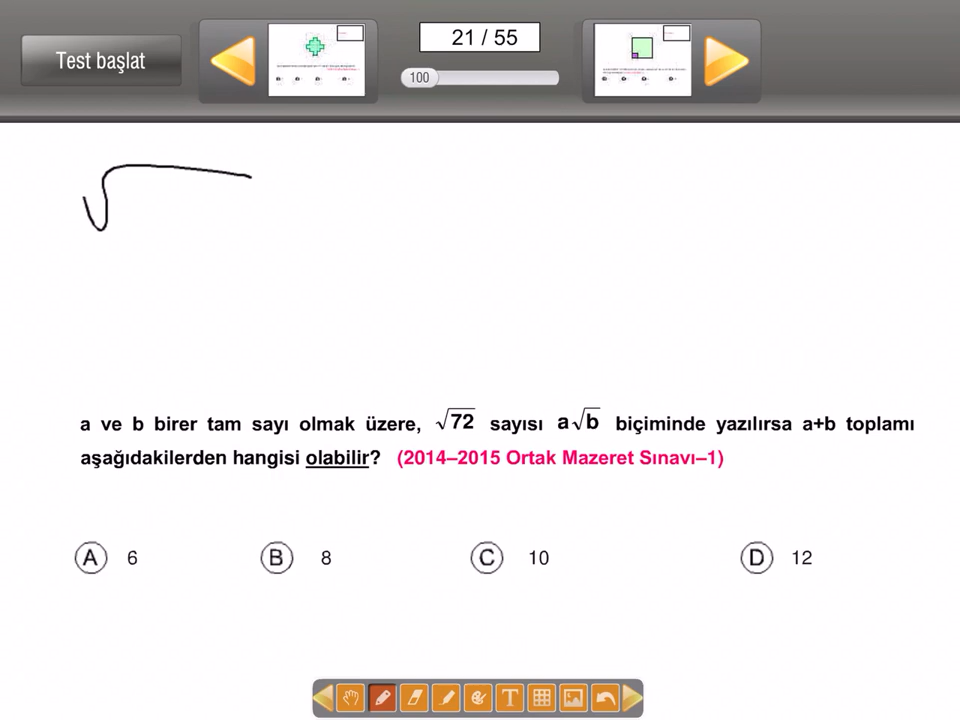 Test başlat
21 / 55
100
a ve b birer tam sayı olmak üzere, √72 sayısı a√b biçiminde yazılırsa a+b toplamı
aşağıdakilerden hangisi olabilir? (2014–2015 Ortak Mazeret Sınavı–1)
A 6 B 8 C 10 D 12
T